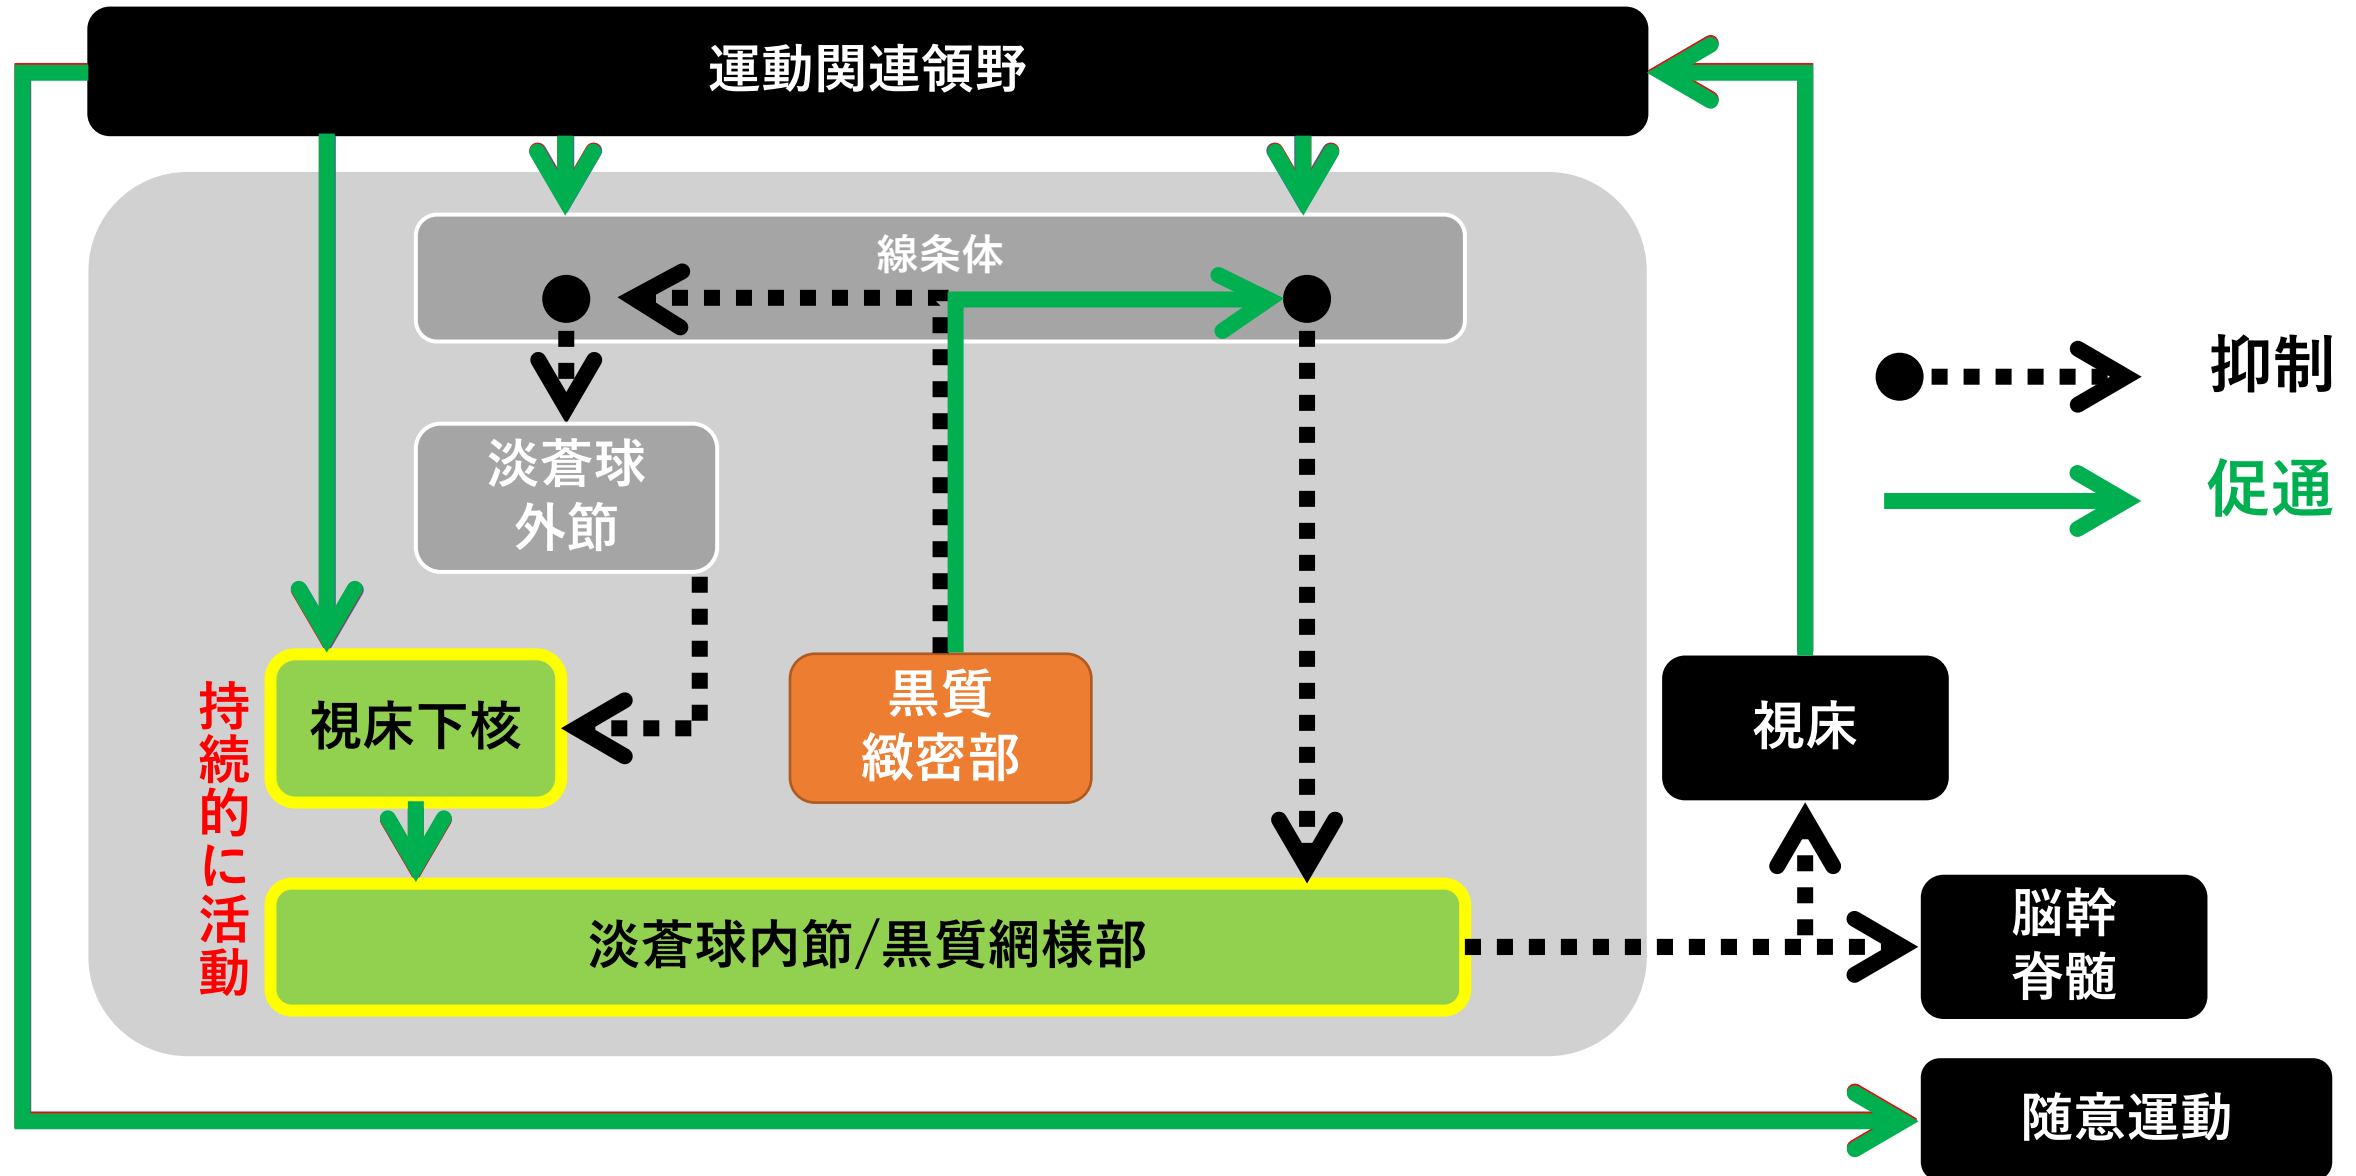 運動関連領野
線条体
抑制
淡蒼球
外節
促通
視床下核
黒質
緻密部
視床
持続的に活動
淡蒼球内節/黒質網様部
脳幹
脊髄
随意運動